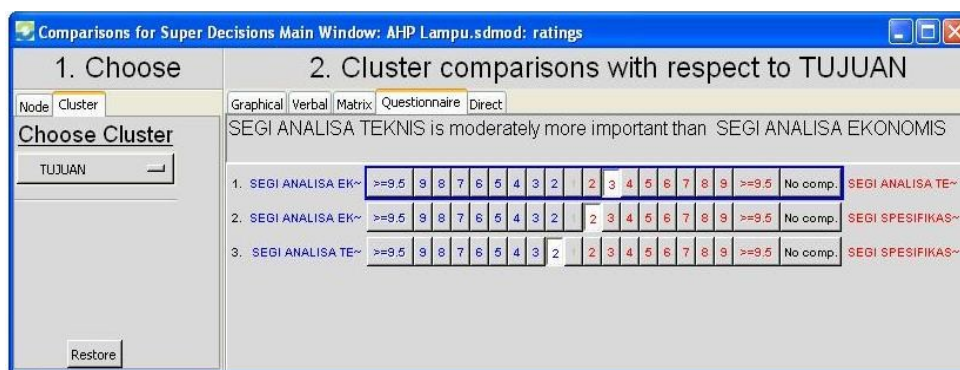 Comparisons for Super Decisions Main Window: AHP Lampu.sdmod: ratings
1. Choose
2. Cluster comparisons with respect to TUJUAN
Node Cluster
Graphical Verbal Matrix Questionnaire Direct
Choose Cluster
SEGI ANALISA TEKNIS is moderately more important than SEGI ANALISA EKONOMIS
TUJUAN
1. SEGI ANALISA EK~ >=9.5 9 8 7 6 5 4 3 2 1 2 3 4 5 6 7 8 9 >=9.5 No comp. SEGI ANALISA TE~
2. SEGI ANALISA EK~ >=9.5 9 8 7 6 5 4 3 2 1 2 3 4 5 6 7 8 9 >=9.5 No comp. SEGI SPESIFIKAS~
3. SEGI ANALISA TE~ >=9.5 9 8 7 6 5 4 3 2 1 2 3 4 5 6 7 8 9 >=9.5 No comp. SEGI SPESIFIKAS~
Restore